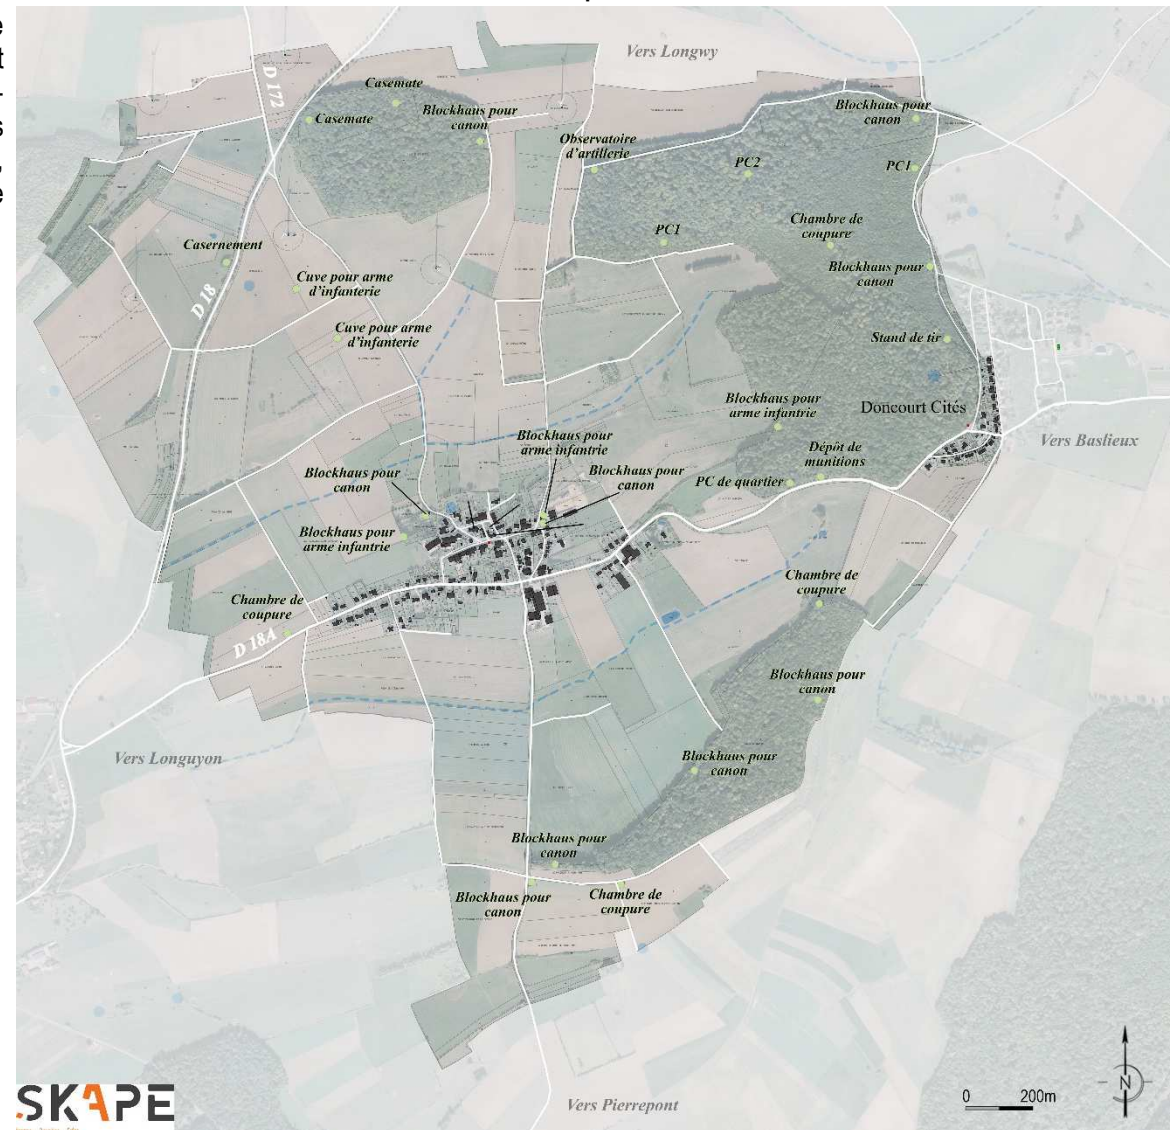 e
t
s
,
e
Vers Longwy
D 172
Casemate
Casemate
Blockhaus pour
canon
Observatoire
d'artillerie
Blockhaus pour
canon
PC2
PC1
Chambre de
coupure
PC1
Casernement
Blockhaus pour
canon
Cuve pour arme
d'infanterie
D 18
Cuve pour arme
d'infanterie
Stand de tir
Blockhaus pour
arme infantrie
Doncourt Cités
Vers Baslieux
Blockhaus pour
arme infantrie
Dépôt de
munitions
Blockhaus pour
canon
Blockhaus pour
canon
PC de quartier
Blockhaus pour
arme infantrie
Chambre de
coupure
Chambre de
coupure
D 18A
Blockhaus pour
canon
Vers Longuyon
Blockhaus pour
canon
Blockhaus pour
canon
Blockhaus pour
canon
Chambre de
coupure
N
0 200m
.SKAPE
Vers Pierrepont